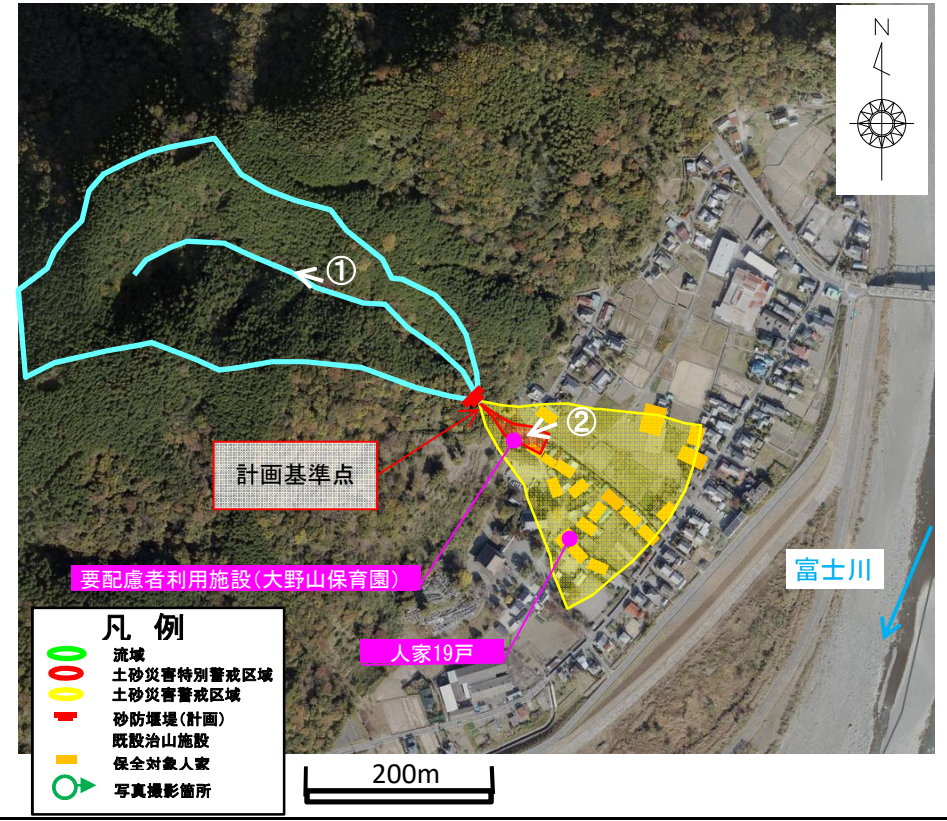 N
①
②
計画基準点
要配慮者利用施設(大野山保育園)
富士川
人家19戸
凡 例
流域
土砂災害特別警戒区域
土砂災害警戒区域
砂防堰堤(計画)
既設治山施設
保全対象人家
写真撮影箇所
200m